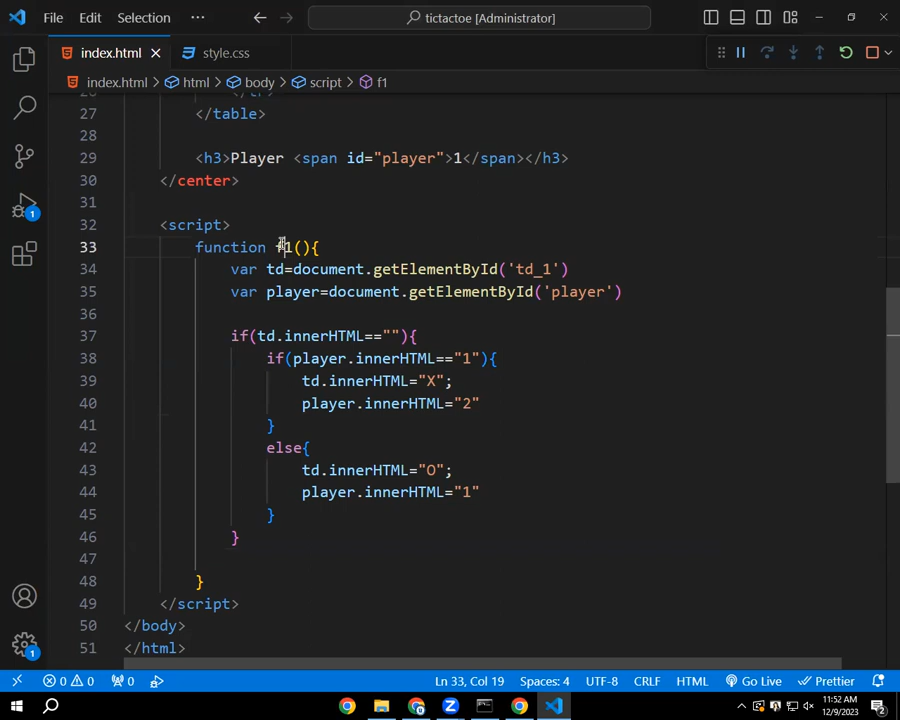 File Edit Selection ··· tictactoe [Administrator]
index.html style.css
index.html > html > body > script > f1
27 </table>
28
29 <h3>Player <span id="player">1</span></h3>
30 </center>
31
32 <script>
33 function f1(){
34 var td=document.getElementById('td_1')
35 var player=document.getElementById('player')
36
37 if(td.innerHTML==""){
38 if(player.innerHTML=="1"){
39 td.innerHTML="X";
40 player.innerHTML="2"
41 }
42 else{
43 td.innerHTML="O";
44 player.innerHTML="1"
45 }
46 }
47
48 }
49 </script>
50 </body>
51 </html>
1
1
0 0 0 Ln 33, Col 19 Spaces: 4 UTF-8 CRLF HTML Go Live Prettier
11:52 AM
12/9/2023
2